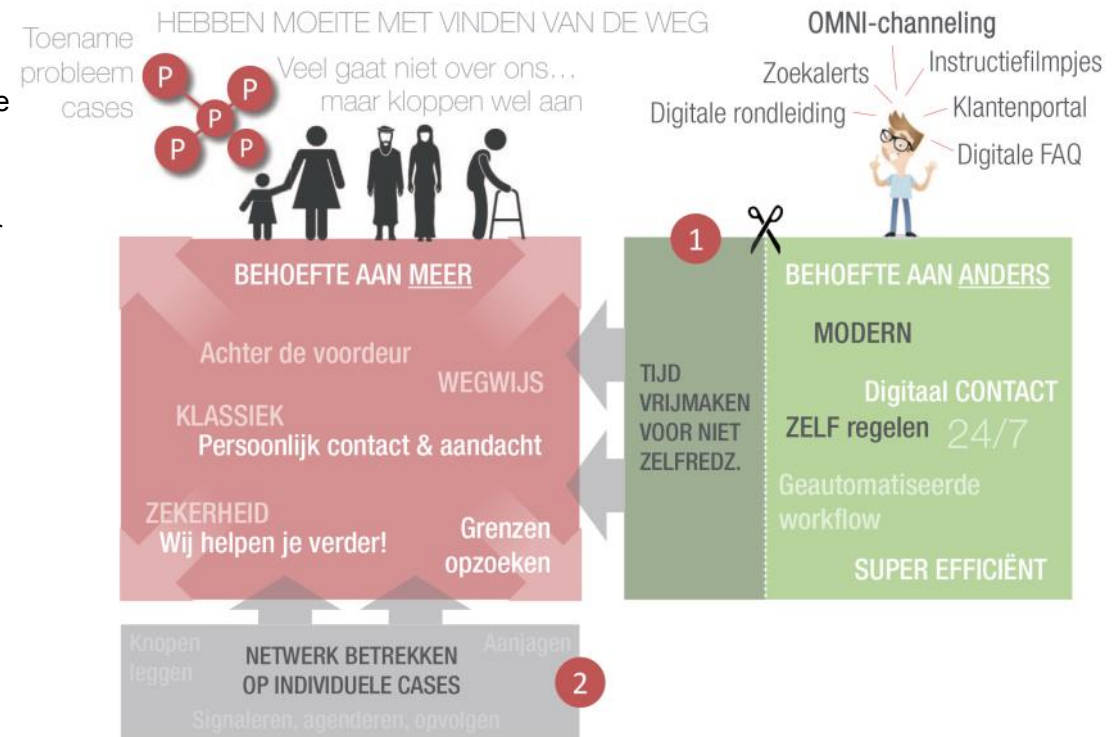 HEBBEN MOEITE MET VINDEN VAN DE WEG
Toename
probleem
cases
P
P
P
P
P
Veel gaat niet over ons...
maar kloppen wel aan
OMNI-channeling
Zoekalerts
Instructiefilmpjes
Digitale rondleiding
Klantenportal
Digitale FAQ
e
BEHOEFTE AAN MEER
Achter de voordeur
WEGWIJS
KLASSIEK
Persoonlijk contact & aandacht
ZEKERHEID
Wij helpen je verder!
Grenzen
opzoeken
1
TIJD
VRIJMAKEN
VOOR NIET
ZELFREDZ.
BEHOEFTE AAN ANDERS
MODERN
Digitaal CONTACT
ZELF regelen 24/7
Geautomatiseerde
workflow
SUPER EFFICIËNT
Knopen
leggen
Aanjagen
NETWERK BETREKKEN
OP INDIVIDUELE CASES
2
Signaleren, agenderen, opvolgen